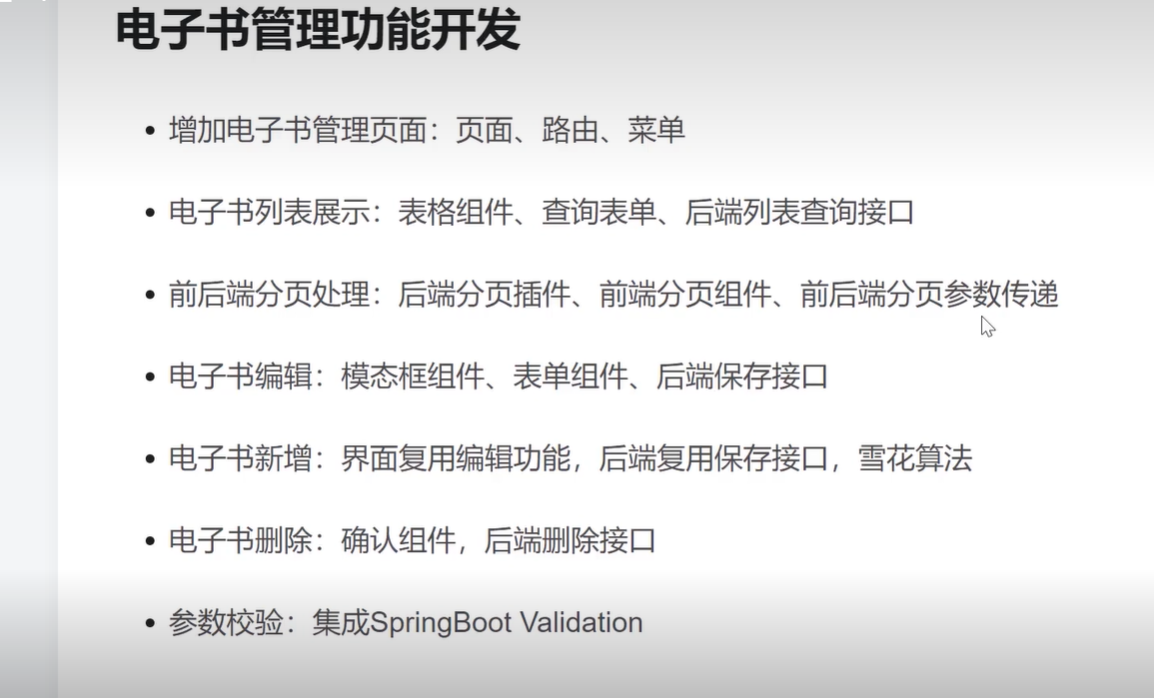 电子书管理功能开发
增加电子书管理页面：页面、路由、菜单
电子书列表展示：表格组件、查询表单、后端列表查询接口
前后端分页处理：后端分页插件、前端分页组件、前后端分页参数传递
电子书编辑：模态框组件、表单组件、后端保存接口
电子书新增：界面复用编辑功能，后端复用保存接口，雪花算法
电子书删除：确认组件，后端删除接口
参数校验：集成SpringBoot Validation